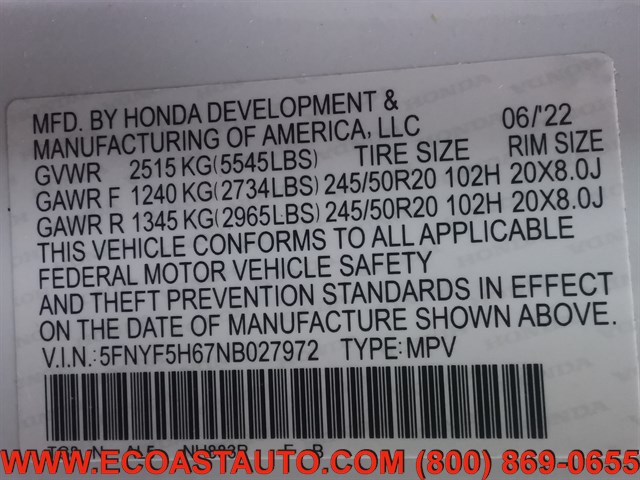 MFD. BY HONDA DEVELOPMENT &
MANUFACTURING OF AMERICA, LLC 06/'22
GVWR 2515 KG(5545LBS) TIRE SIZE RIM SIZE
GAWR F 1240 KG(2734LBS) 245/50R20 102H 20X8.0J
GAWR R 1345 KG(2965LBS) 245/50R20 102H 20X8.0J
THIS VEHICLE CONFORMS TO ALL APPLICABLE
FEDERAL MOTOR VEHICLE SAFETY
AND THEFT PREVENTION STANDARDS IN EFFECT
ON THE DATE OF MANUFACTURE SHOWN ABOVE.
V.I.N.: 5FNYF5H67NB027972 TYPE: MPV
WWW.ECOASTAUTO.COM (800) 869-0655